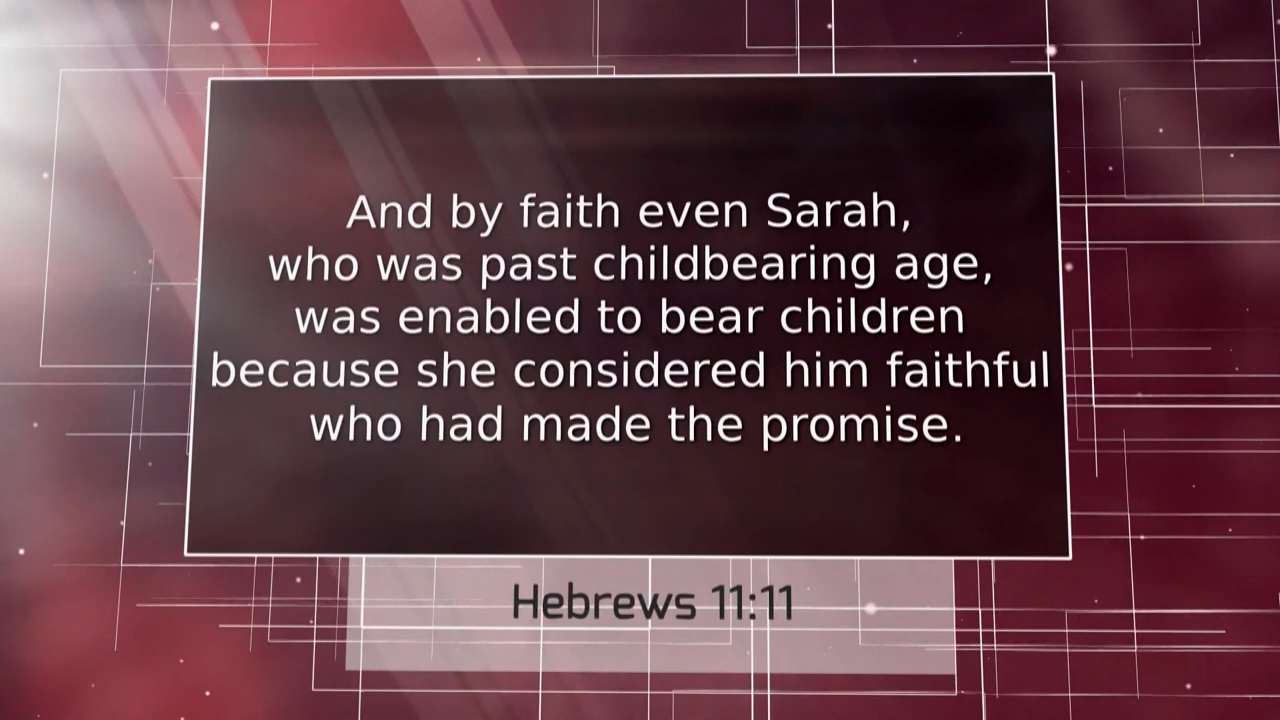 And by faith even Sarah,
who was past childbearing age,
was enabled to bear children
because she considered him faithful
who had made the promise.
Hebrews 11:11